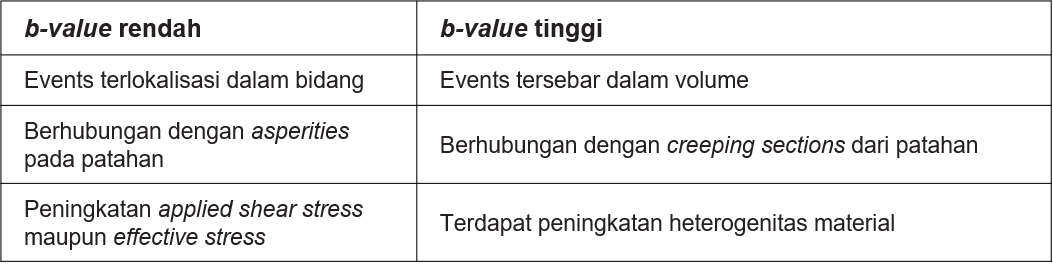 b-value rendah
b-value tinggi
Events terlokalisasi dalam bidang
Events tersebar dalam volume
Berhubungan dengan asperities
pada patahan
Berhubungan dengan creeping sections dari patahan
Peningkatan applied shear stress
maupun effective stress
Terdapat peningkatan heterogenitas material